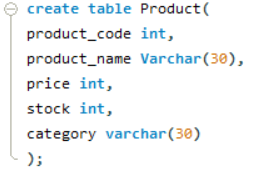 create table Product(
product_code int,
product_name Varchar(30),
price int,
stock int,
category varchar(30)
);